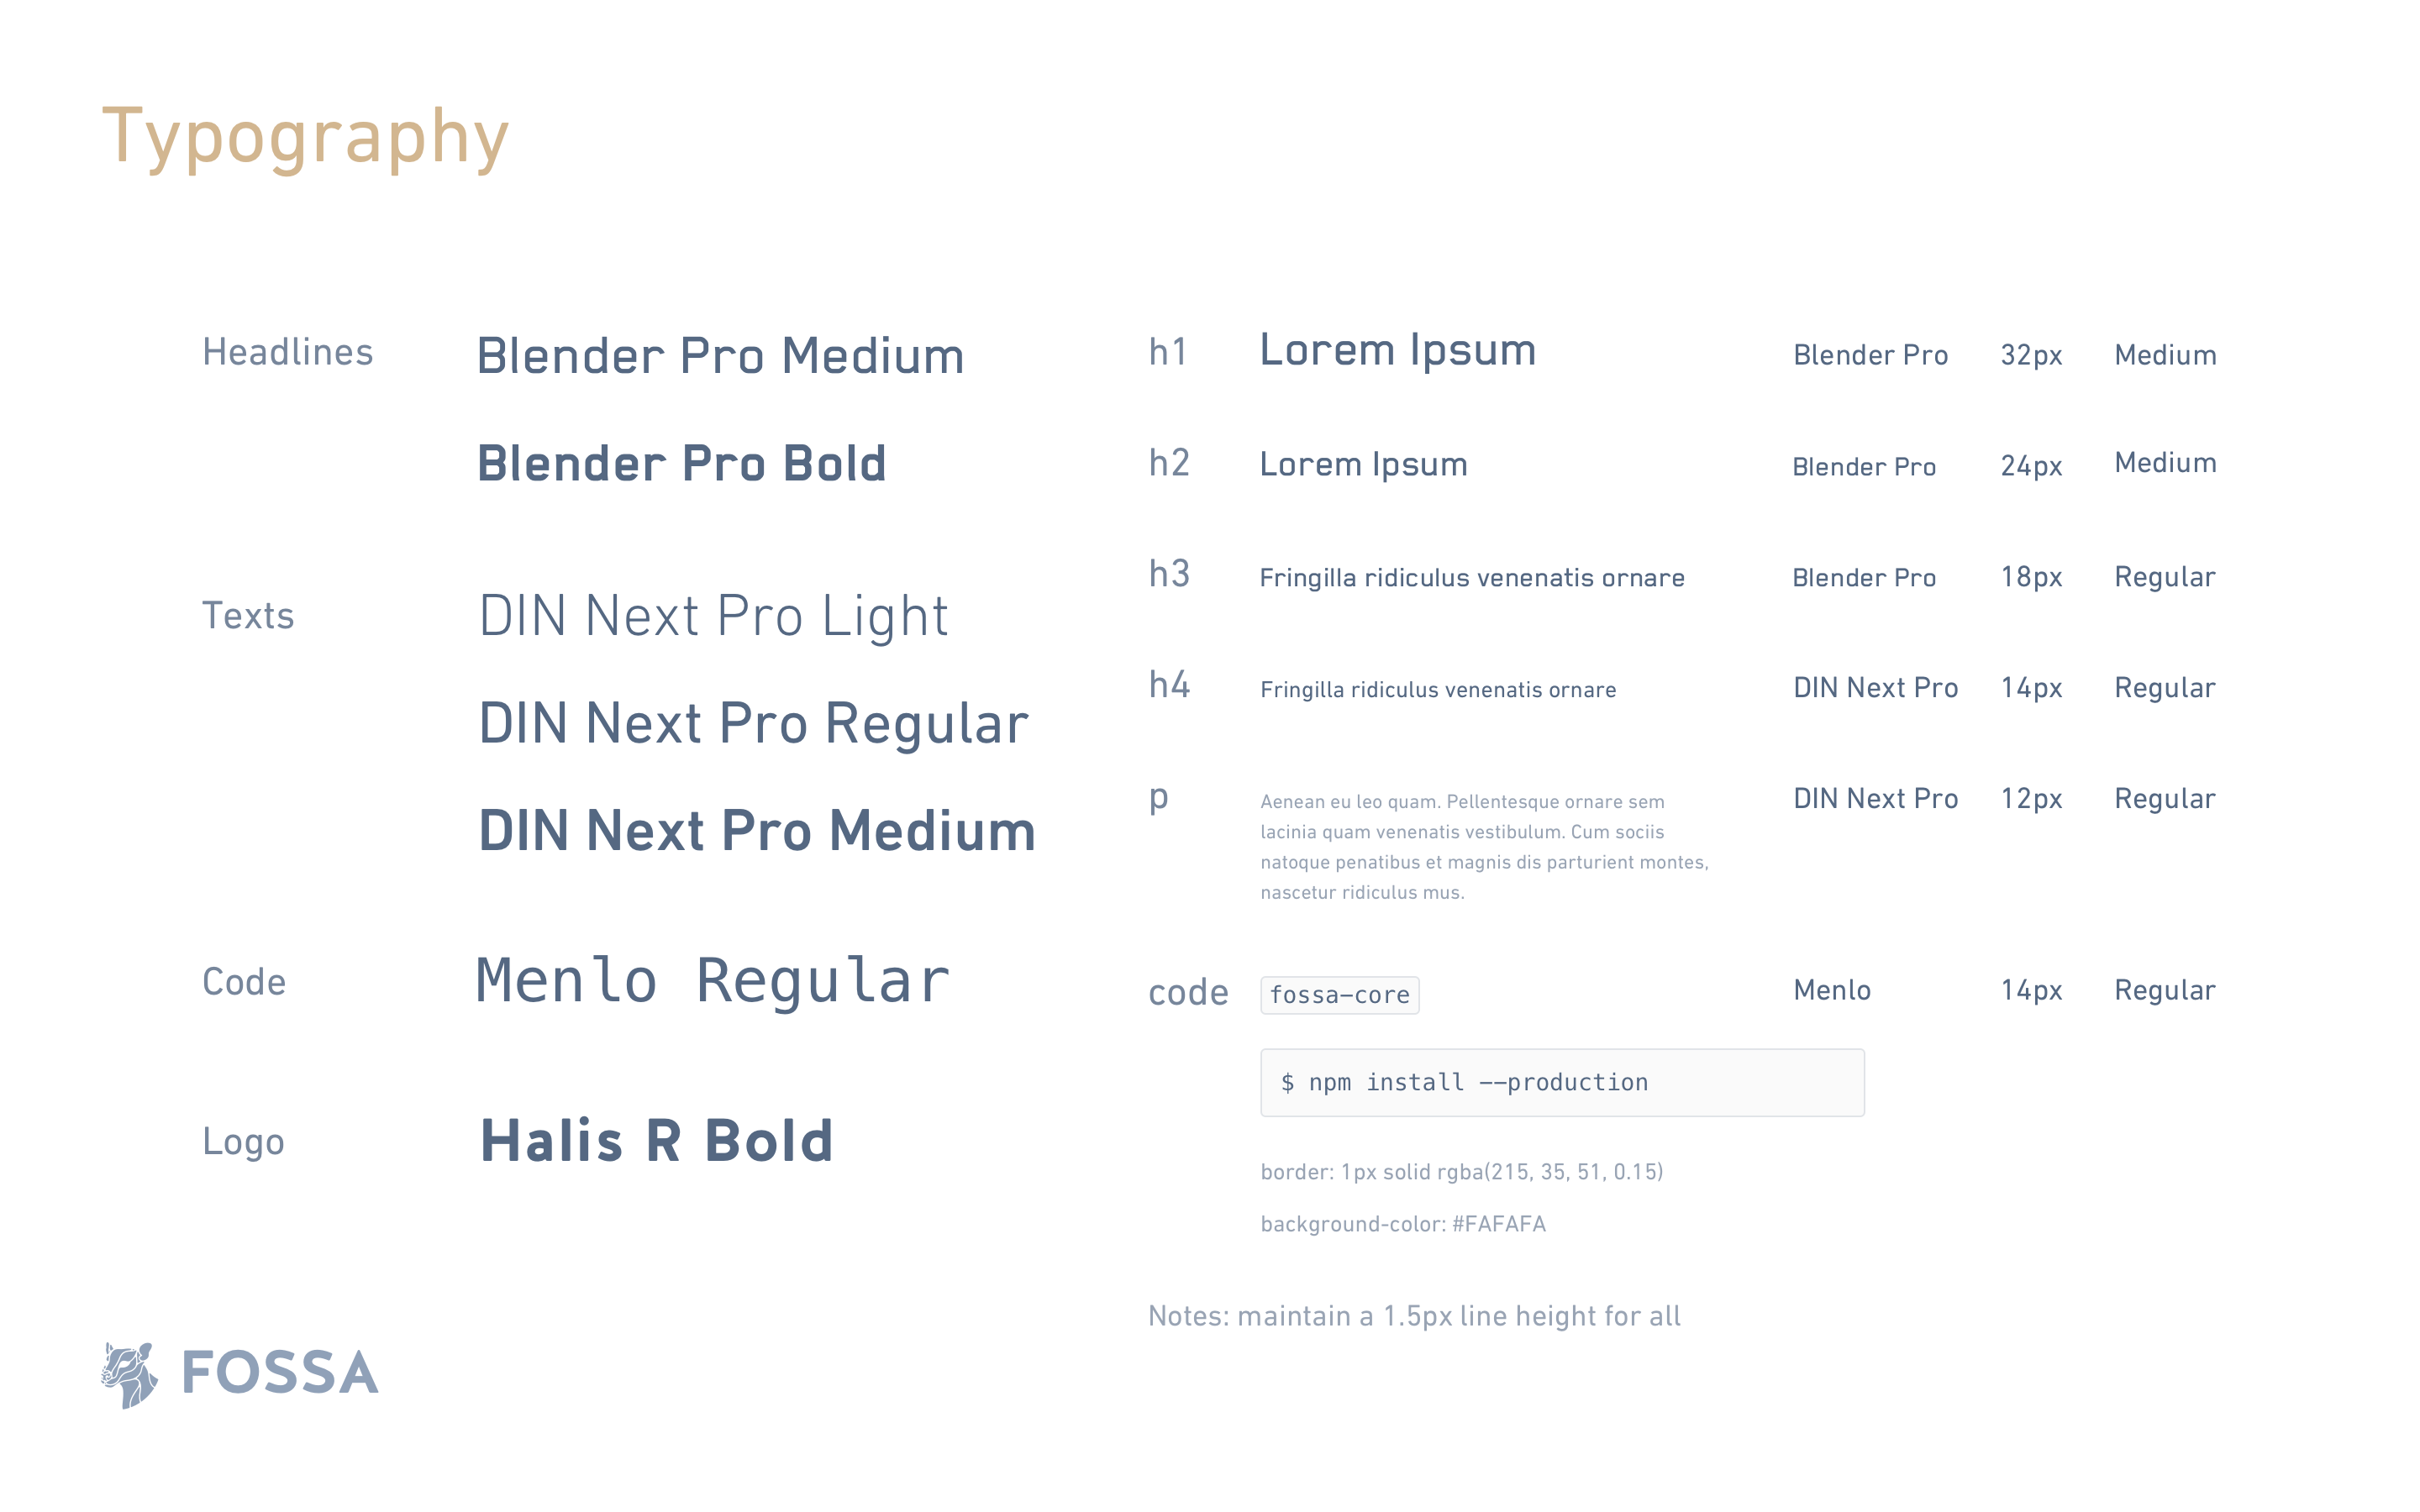 Typography
Headlines
Blender Pro Medium
Blender Pro Bold
Texts
DIN Next Pro Light
DIN Next Pro Regular
DIN Next Pro Medium
Code
Menlo Regular
Logo
Halis R Bold
h1 Lorem Ipsum Blender Pro 32px Medium
h2 Lorem Ipsum Blender Pro 24px Medium
h3 Fringilla ridiculus venenatis ornare Blender Pro 18px Regular
h4 Fringilla ridiculus venenatis ornare DIN Next Pro 14px Regular
p Aenean eu leo quam. Pellentesque ornare sem DIN Next Pro 12px Regular
lacinia quam venenatis vestibulum. Cum sociis
natoque penatibus et magnis dis parturient montes,
nascetur ridiculus mus.
code fossa-core Menlo 14px Regular
$ npm install --production
border: 1px solid rgba(215, 35, 51, 0.15)
background-color: #FAFAFA
Notes: maintain a 1.5px line height for all
FOSSA